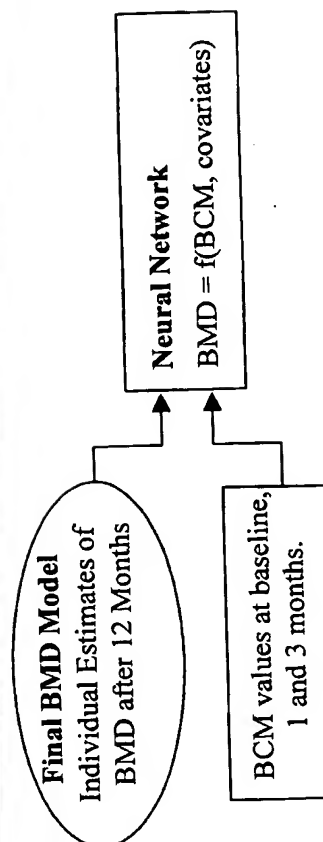 Final BMD Model
Individual Estimates of
BMD after 12 Months
BCM values at baseline,
1 and 3 months.
Neural Network
BMD = f(BCM, covariates)